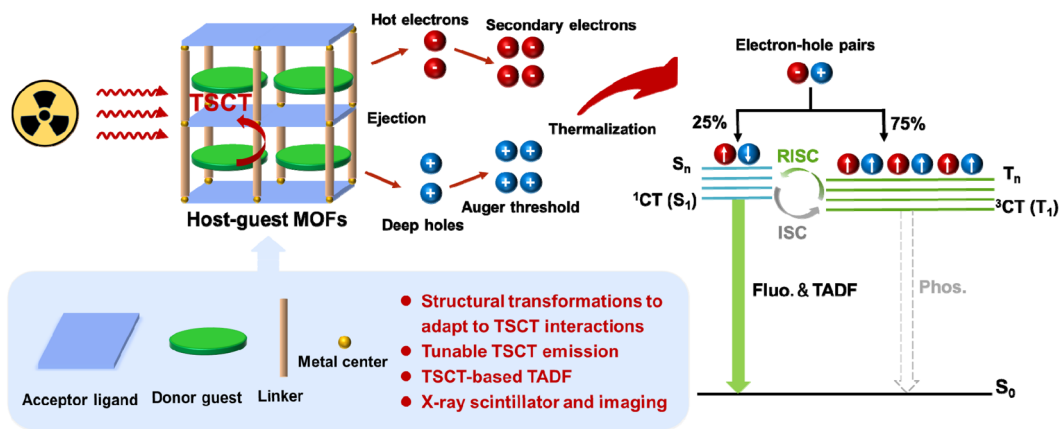 Hot electrons
Secondary electrons
TSCT
Ejection
Thermalization
Deep holes
Auger threshold
Host-guest MOFs
Electron-hole pairs
25%
75%
Sn
RISC
Tn
¹CT (S₁)
ISC
³CT (T₁)
Fluo. & TADF
Phos.
S₀
Acceptor ligand
Donor guest
Linker
Metal center
• Structural transformations to
adapt to TSCT interactions
• Tunable TSCT emission
• TSCT-based TADF
• X-ray scintillator and imaging